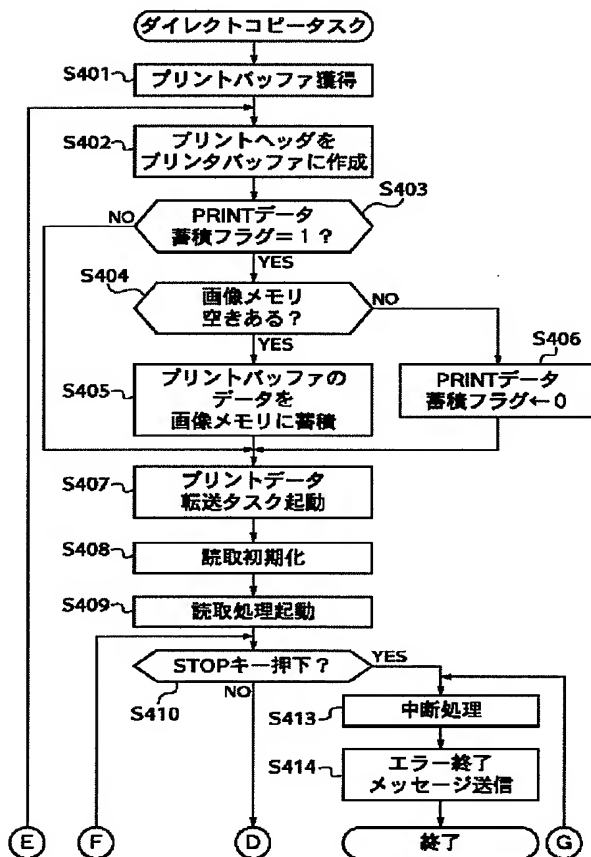 ダイレクトコピータスク
S401
プリントバッファ獲得
S402
プリントヘッダを
プリンタバッファに作成
S403
NO
PRINTデータ
蓄積フラグ=1?
YES
S404
画像メモリ
空きある?
NO
YES
S405
プリントバッファの
データを
画像メモリに蓄積
S406
PRINTデータ
蓄積フラグ←0
S407
プリントデータ
転送タスク起動
S408
読取初期化
S409
読取処理起動
STOPキー押下?
YES
S410
NO
S413
中断処理
S414
エラー終了
メッセージ送信
E
F
D
終了
G